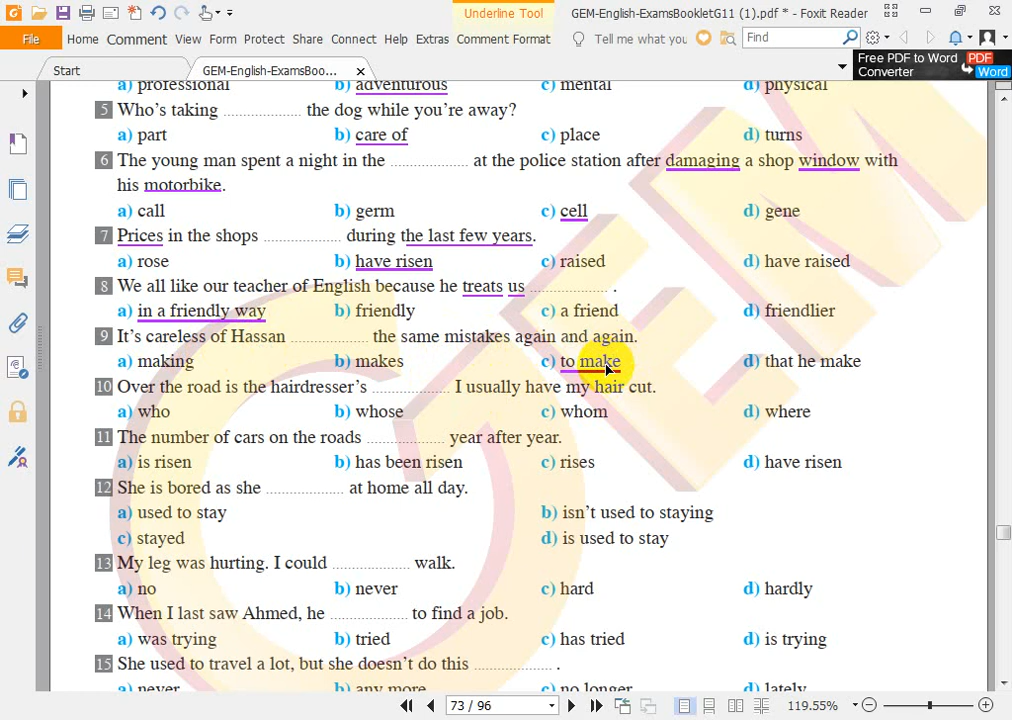 Underline Tool
GEM-English-ExamsBookletG11 (1).pdf * - Foxit Reader
File Home Comment View Form Protect Share Connect Help Extras Comment Format Tell me what you Find
Free PDF to Word Converter PDF Word
Start GEM-English-ExamsBoo...
a) professional b) adventurous c) mental d) physical
5 Who's taking .................... the dog while you're away?
a) part b) care of c) place d) turns
6 The young man spent a night in the .................... at the police station after damaging a shop window with
his motorbike.
a) call b) germ c) cell d) gene
7 Prices in the shops .................... during the last few years.
a) rose b) have risen c) raised d) have raised
8 We all like our teacher of English because he treats us .................... .
a) in a friendly way b) friendly c) a friend d) friendlier
9 It's careless of Hassan .................... the same mistakes again and again.
a) making b) makes c) to make d) that he make
10 Over the road is the hairdresser's .................... I usually have my hair cut.
a) who b) whose c) whom d) where
11 The number of cars on the roads .................... year after year.
a) is risen b) has been risen c) rises d) have risen
12 She is bored as she .................... at home all day.
a) used to stay b) isn't used to staying
c) stayed d) is used to stay
13 My leg was hurting. I could .................... walk.
a) no b) never c) hard d) hardly
14 When I last saw Ahmed, he .................... to find a job.
a) was trying b) tried c) has tried d) is trying
15 She used to travel a lot, but she doesn't do this .................... .
a) never b) any more c) no longer d) lately
73 / 96 119.55%
GEM